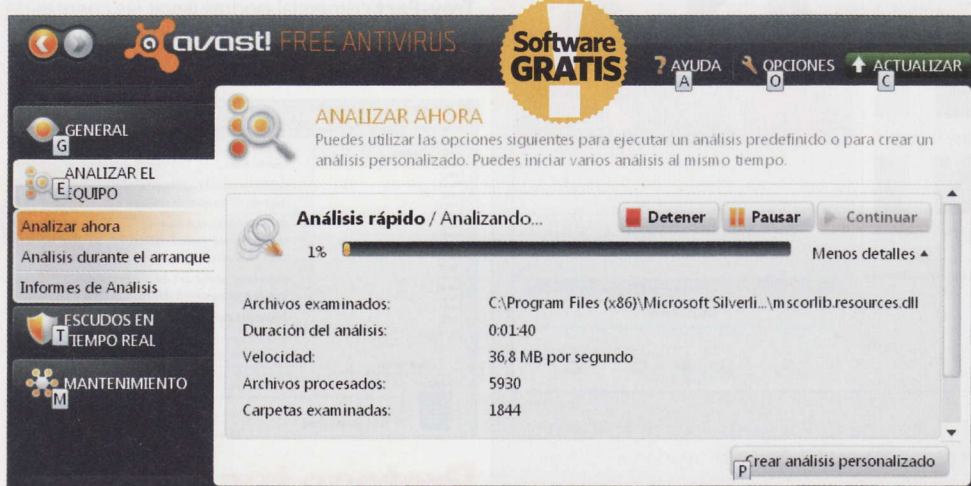 avast! FREE ANTIVIRUS
Software
GRATIS
? AYUDA
A
OPCIONES
O
ACTUALIZAR
C
GENERAL
G
ANALIZAR EL
EQUIPO
E
Analizar ahora
Análisis durante el arranque
Informes de Análisis
ESCUDOS EN
TIEMPO REAL
T
MANTENIMIENTO
M
ANALIZAR AHORA
Puedes utilizar las opciones siguientes para ejecutar un análisis predefinido o para crear un
análisis personalizado. Puedes iniciar varios análisis al mismo tiempo.
Análisis rápido / Analizando...
Detener
Pausar
Continuar
1%
Menos detalles
Archivos examinados: C:\Program Files (x86)\Microsoft Silverli...\mscorlib.resources.dll
Duración del análisis: 0:01:40
Velocidad: 36,8 MB por segundo
Archivos procesados: 5930
Carpetas examinadas: 1844
Crear análisis personalizado
P